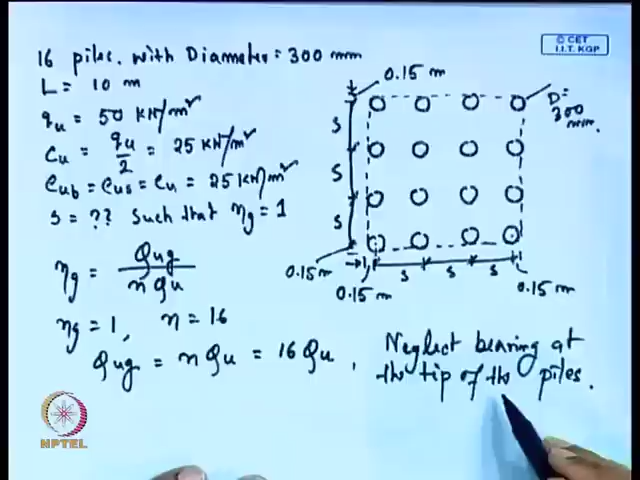 © CET
I.I.T. KGP
16 piles. with Diameter = 300 mm
L = 10 m
qu = 50 kN/m²
Cu = qu/2 = 25 kN/m²
Cub = Cus = Cu = 25 kN/m²
S = ?? Such that ηg = 1
ηg = Qug / n Qu
ηg = 1, n = 16
Qug = n Qu = 16 Qu,
0.15 m
D = 300 mm.
S
S
S
0.15 m
0.15 m
S
S
S
0.15 m
Neglect bearing at
the tip of the piles.
NPTEL